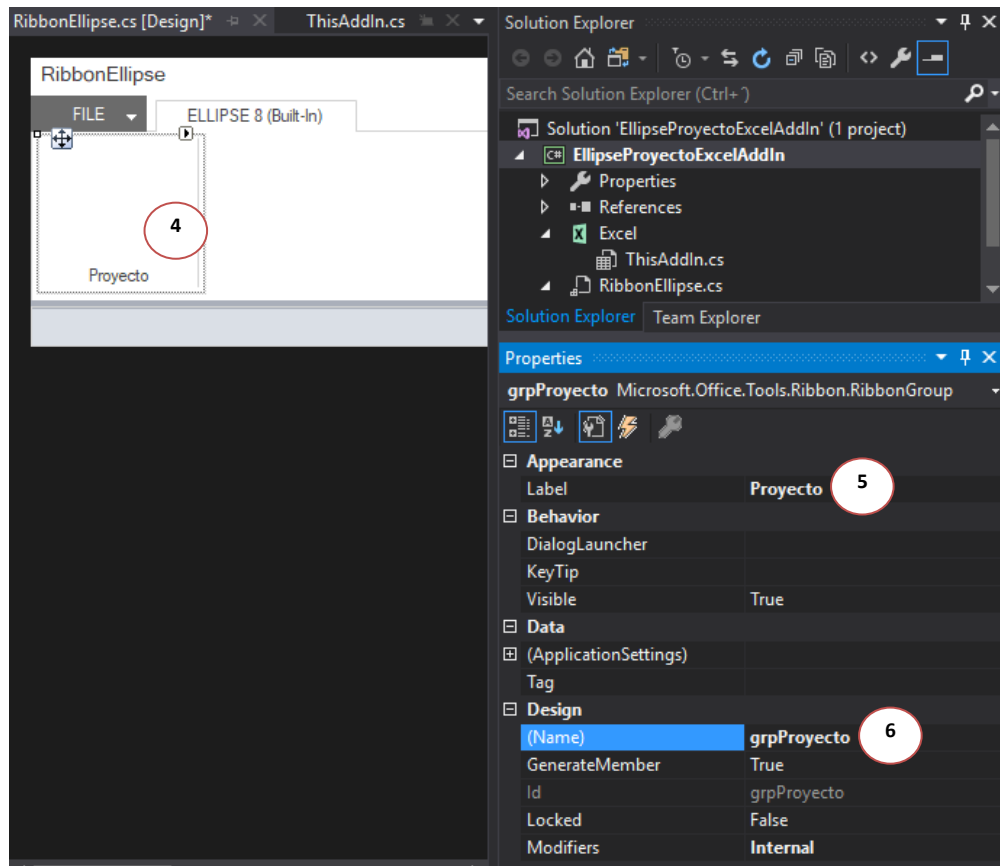 RibbonEllipse.cs [Design]*
ThisAddIn.cs
RibbonEllipse
FILE
ELLIPSE 8 (Built-In)
4
Proyecto
Solution Explorer
Search Solution Explorer (Ctrl+´)
Solution 'EllipseProyectoExcelAddIn' (1 project)
C# EllipseProyectoExcelAddIn
Properties
References
Excel
ThisAddIn.cs
RibbonEllipse.cs
Solution Explorer Team Explorer
Properties
grpProyecto Microsoft.Office.Tools.Ribbon.RibbonGroup
Appearance
Label Proyecto 5
Behavior
DialogLauncher
KeyTip
Visible True
Data
(ApplicationSettings)
Tag
Design
(Name) grpProyecto 6
GenerateMember True
Id grpProyecto
Locked False
Modifiers Internal